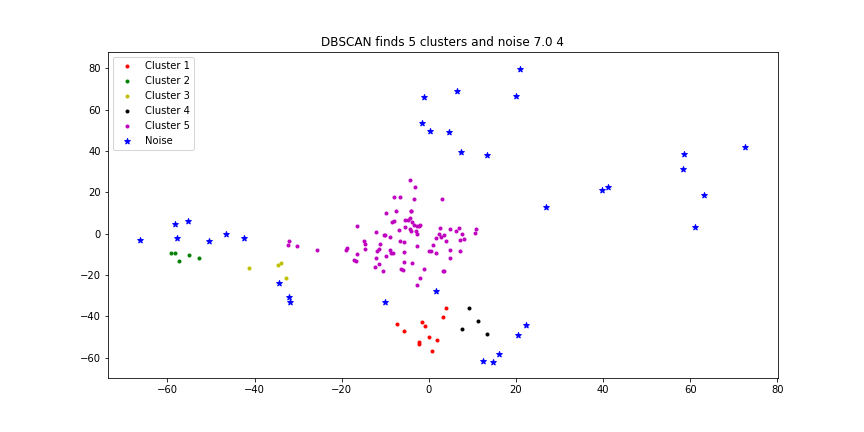 DBSCAN finds 5 clusters and noise 7.0 4
Cluster 1
Cluster 2
Cluster 3
Cluster 4
Cluster 5
Noise
80
60
40
20
0
−20
−40
−60
−60 −40 −20 0 20 40 60 80